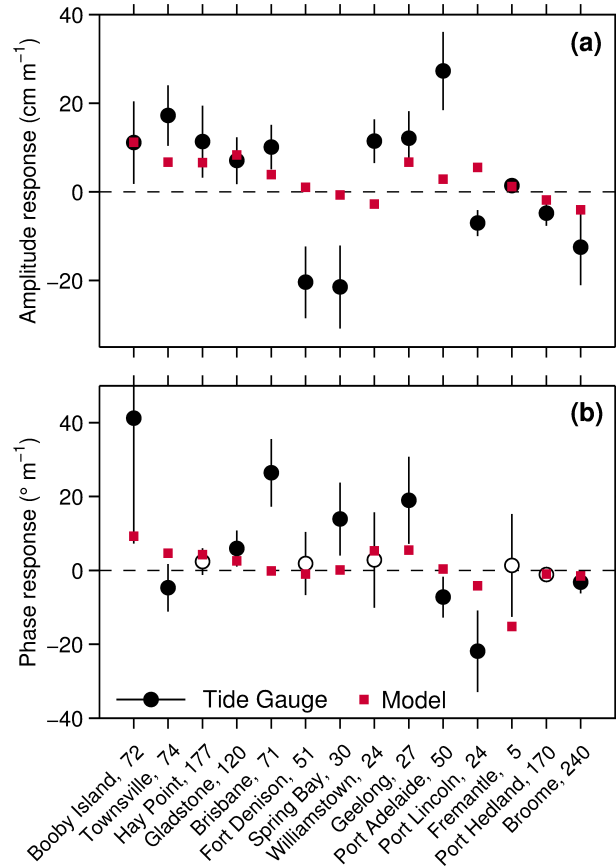 (a)
Amplitude response (cm m⁻¹)
40
20
0
−20
(b)
Phase response (° m⁻¹)
40
20
0
−20
−40
Tide Gauge
Model
Booby Island, 72
Townsville, 74
Hay Point, 177
Gladstone, 120
Brisbane, 71
Fort Denison, 51
Spring Bay, 30
Williamstown, 24
Geelong, 27
Port Adelaide, 50
Port Lincoln, 24
Fremantle, 5
Port Hedland, 170
Broome, 240